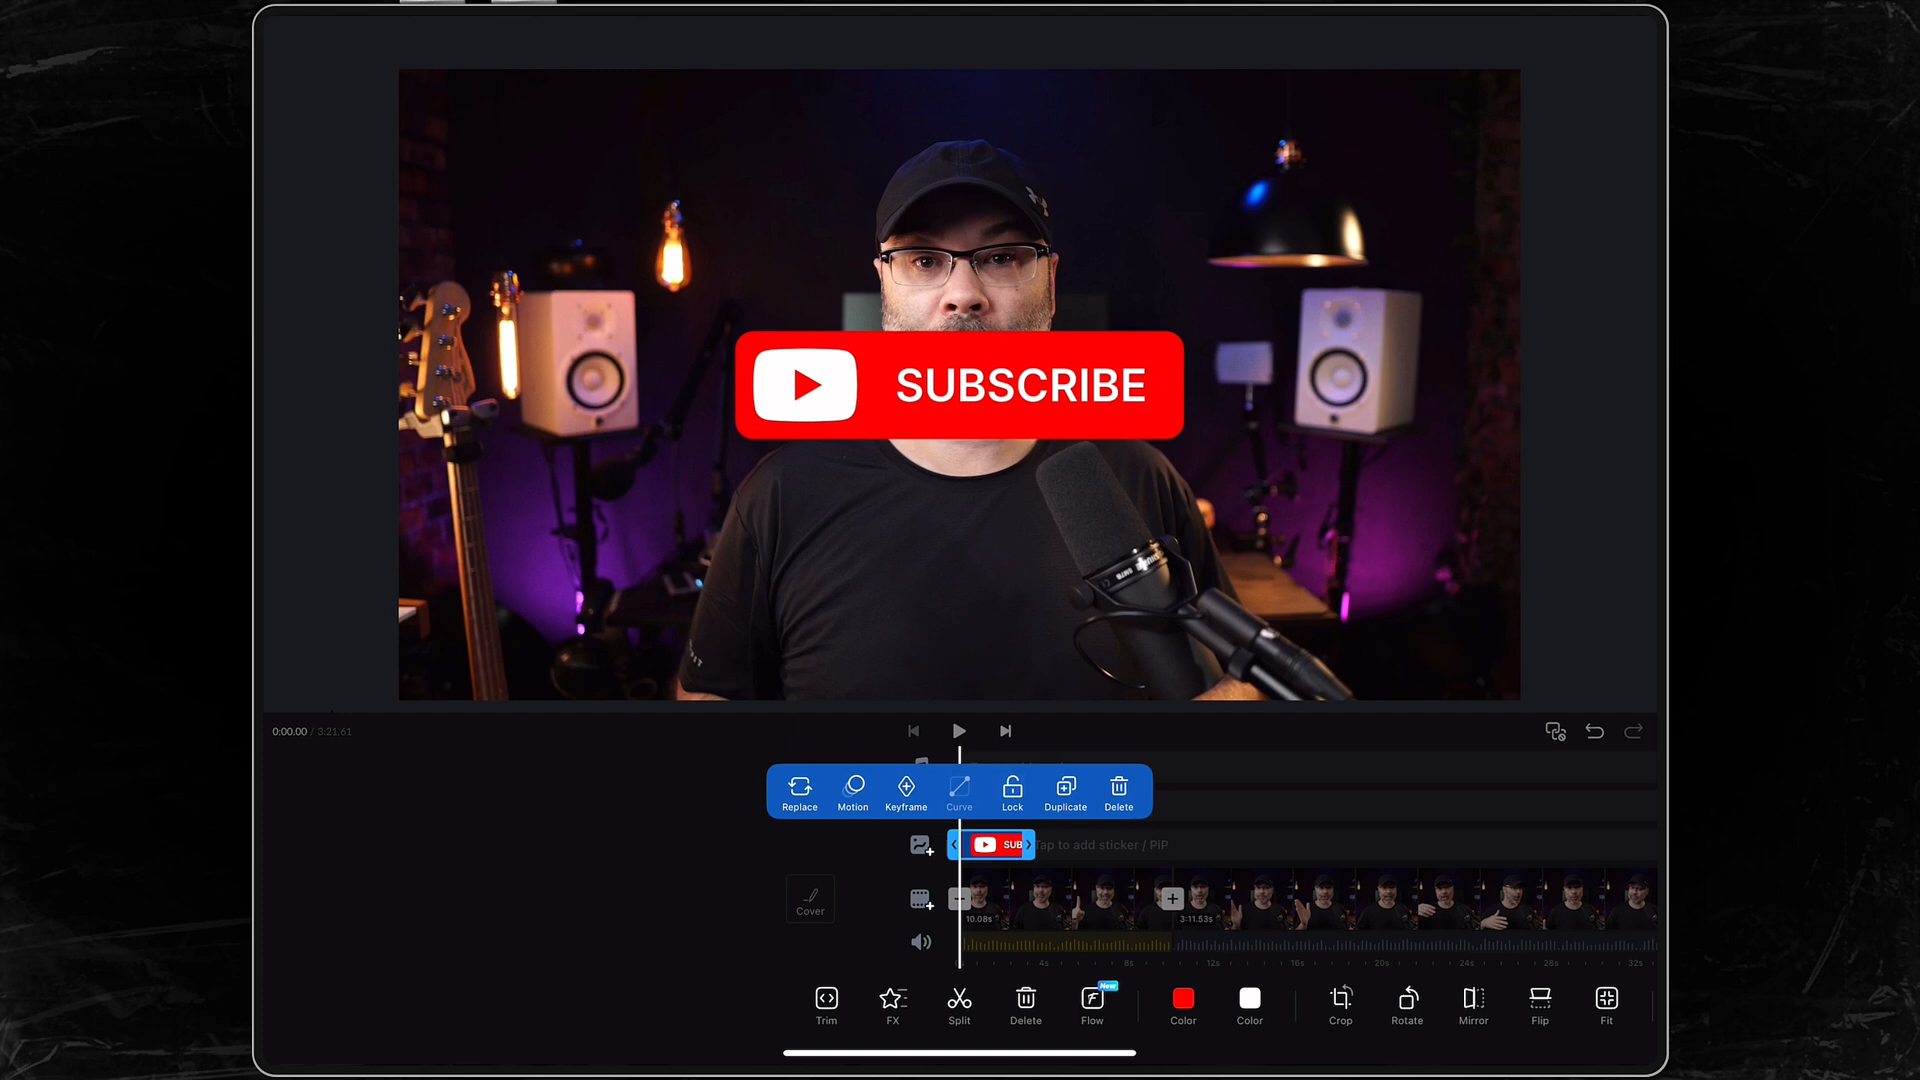 SUBSCRIBE
SM7B
0:00.00 / 3:21.61
Replace
Motion
Keyframe
Curve
Lock
Duplicate
Delete
SUB
Tap to add sticker / PiP
Cover
10.08s
3:11.53s
4s
8s
12s
16s
20s
24s
28s
32s
New
Trim
FX
Split
Delete
Flow
Color
Color
Crop
Rotate
Mirror
Flip
Fit